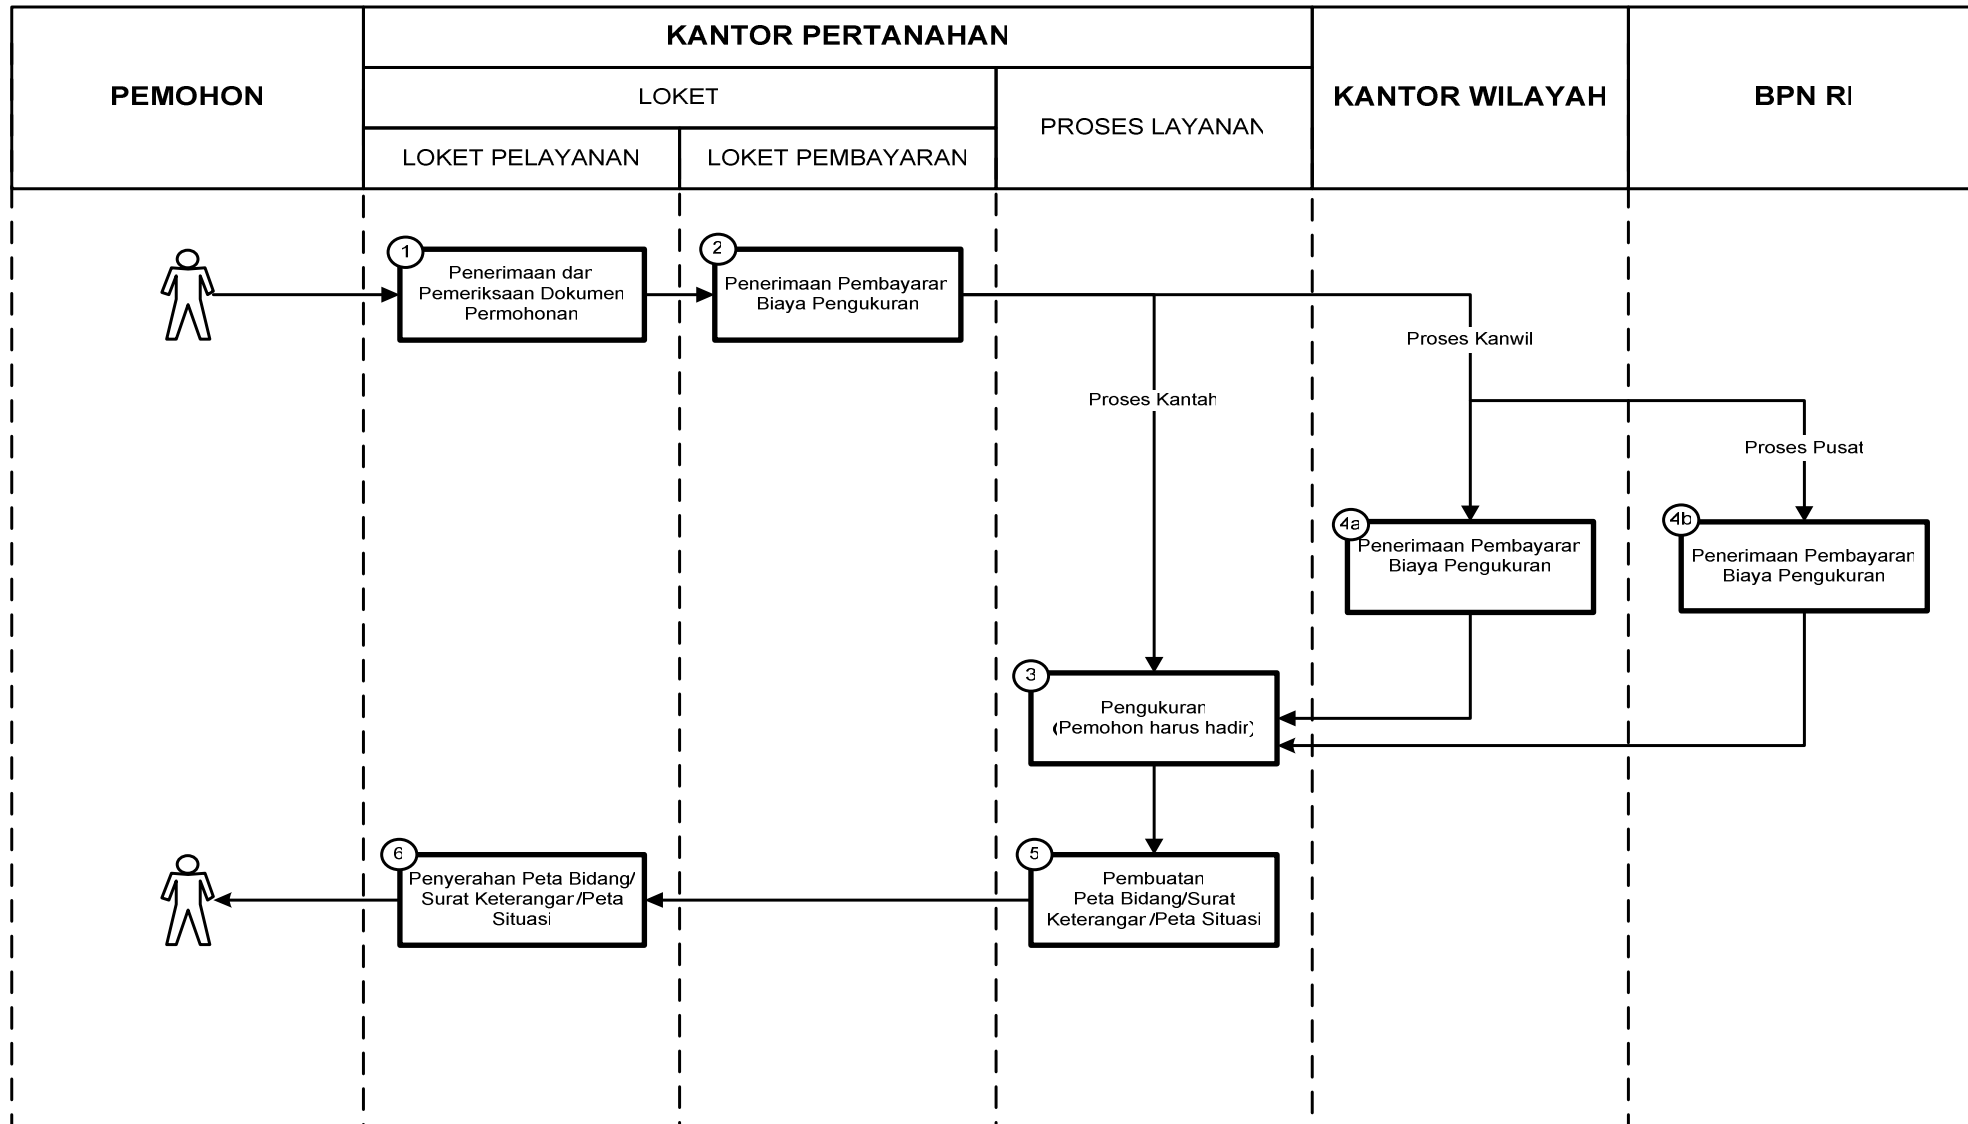 PEMOHON
KANTOR PERTANAHAN
KANTOR WILAYAH
BPN RI
LOKET
PROSES LAYANAN
LOKET PELAYANAN
LOKET PEMBAYARAN
1
Penerimaan dan
Pemeriksaan Dokumen
Permohonan
2
Penerimaan Pembayaran
Biaya Pengukuran
Proses Kanwil
Proses Kantah
Proses Pusat
4a
Penerimaan Pembayaran
Biaya Pengukuran
4b
Penerimaan Pembayaran
Biaya Pengukuran
3
Pengukuran
(Pemohon harus hadir)
6
Penyerahan Peta Bidang/
Surat Keterangan/Peta
Situasi
5
Pembuatan
Peta Bidang/Surat
Keterangan/Peta Situasi